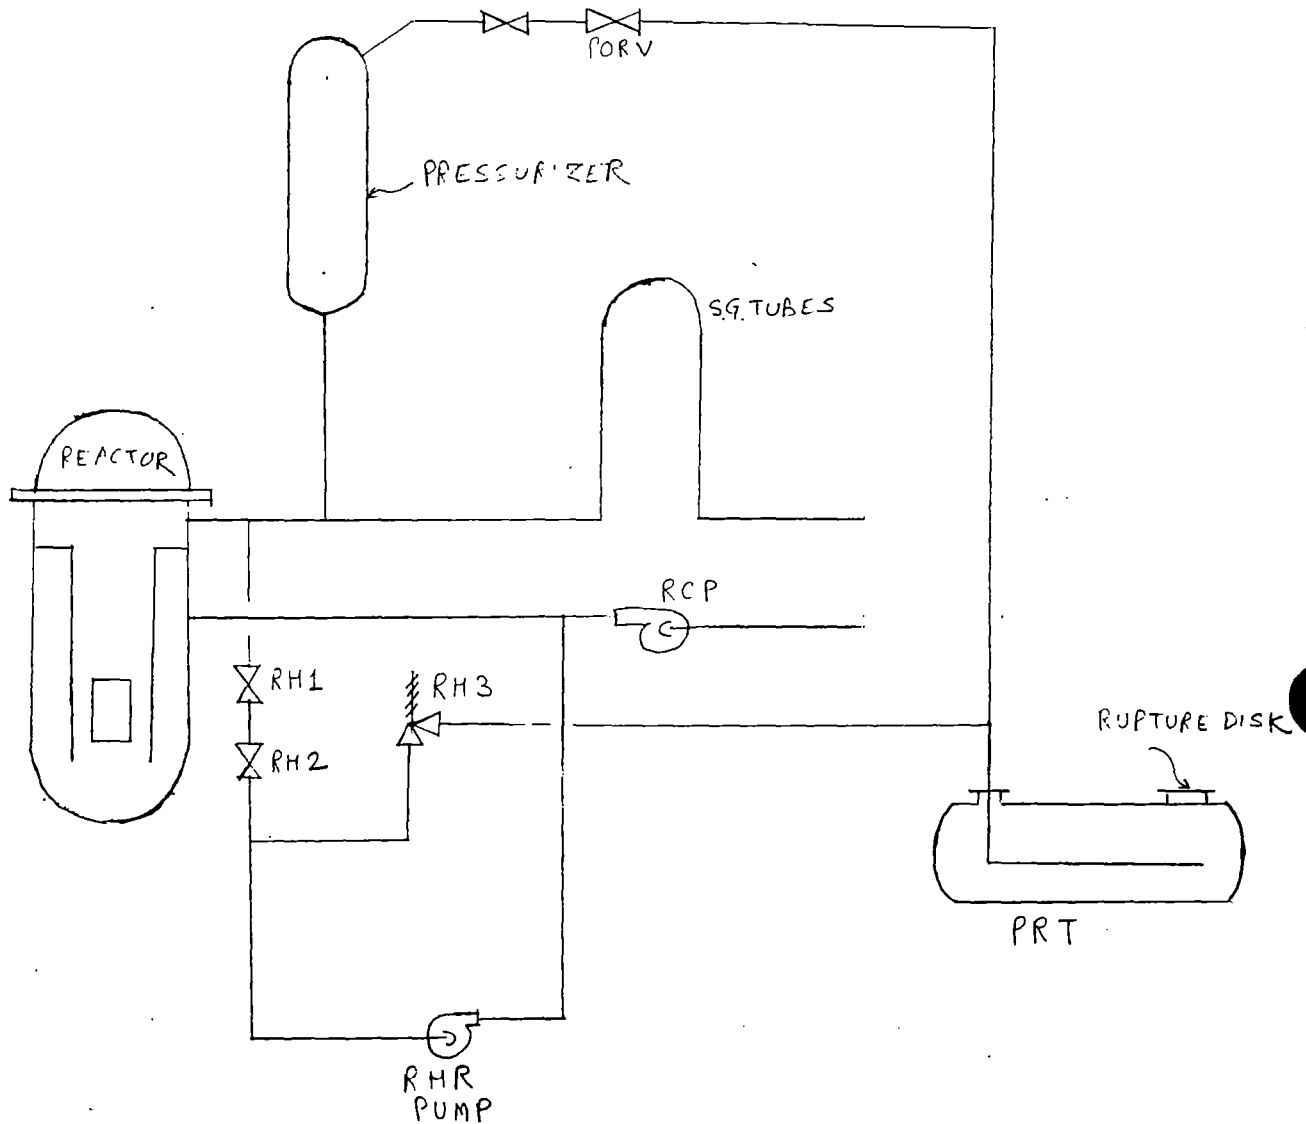 PORV
PRESSURIZER
S.G. TUBES
REACTOR
RCP
RH1
RH3
RUPTURE DISK
RH2
PRT
RHR
PUMP